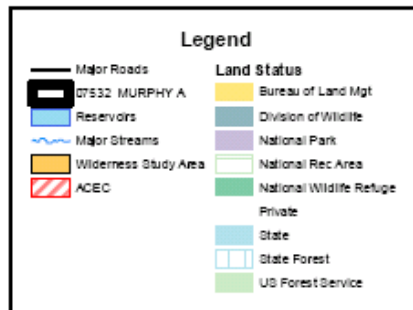 Legend
Major Roads
07532 MURPHY A
Reservoirs
Major Streams
Wilderness Study Area
ACEC
Land Status
Bureau of Land Mgt
Division of Wildlife
National Park
National Rec Area
National Wildlife Refuge
Private
State
State Forest
US Forest Service